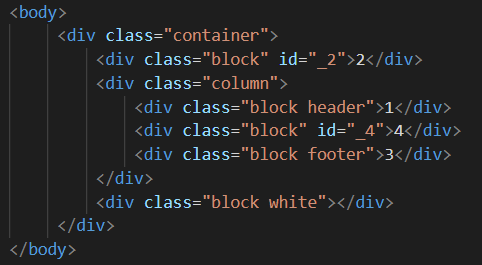 <body>
<div class="container">
<div class="block" id="_2">2</div>
<div class="column">
<div class="block header">1</div>
<div class="block" id="_4">4</div>
<div class="block footer">3</div>
</div>
<div class="block white"></div>
</div>
</body>